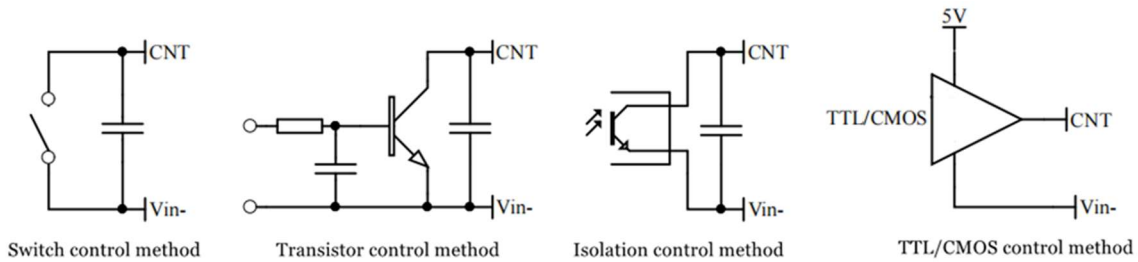 CNT
Vin-
Switch control method
CNT
Vin-
Transistor control method
CNT
Vin-
Isolation control method
5V
TTL/CMOS
CNT
Vin-
TTL/CMOS control method